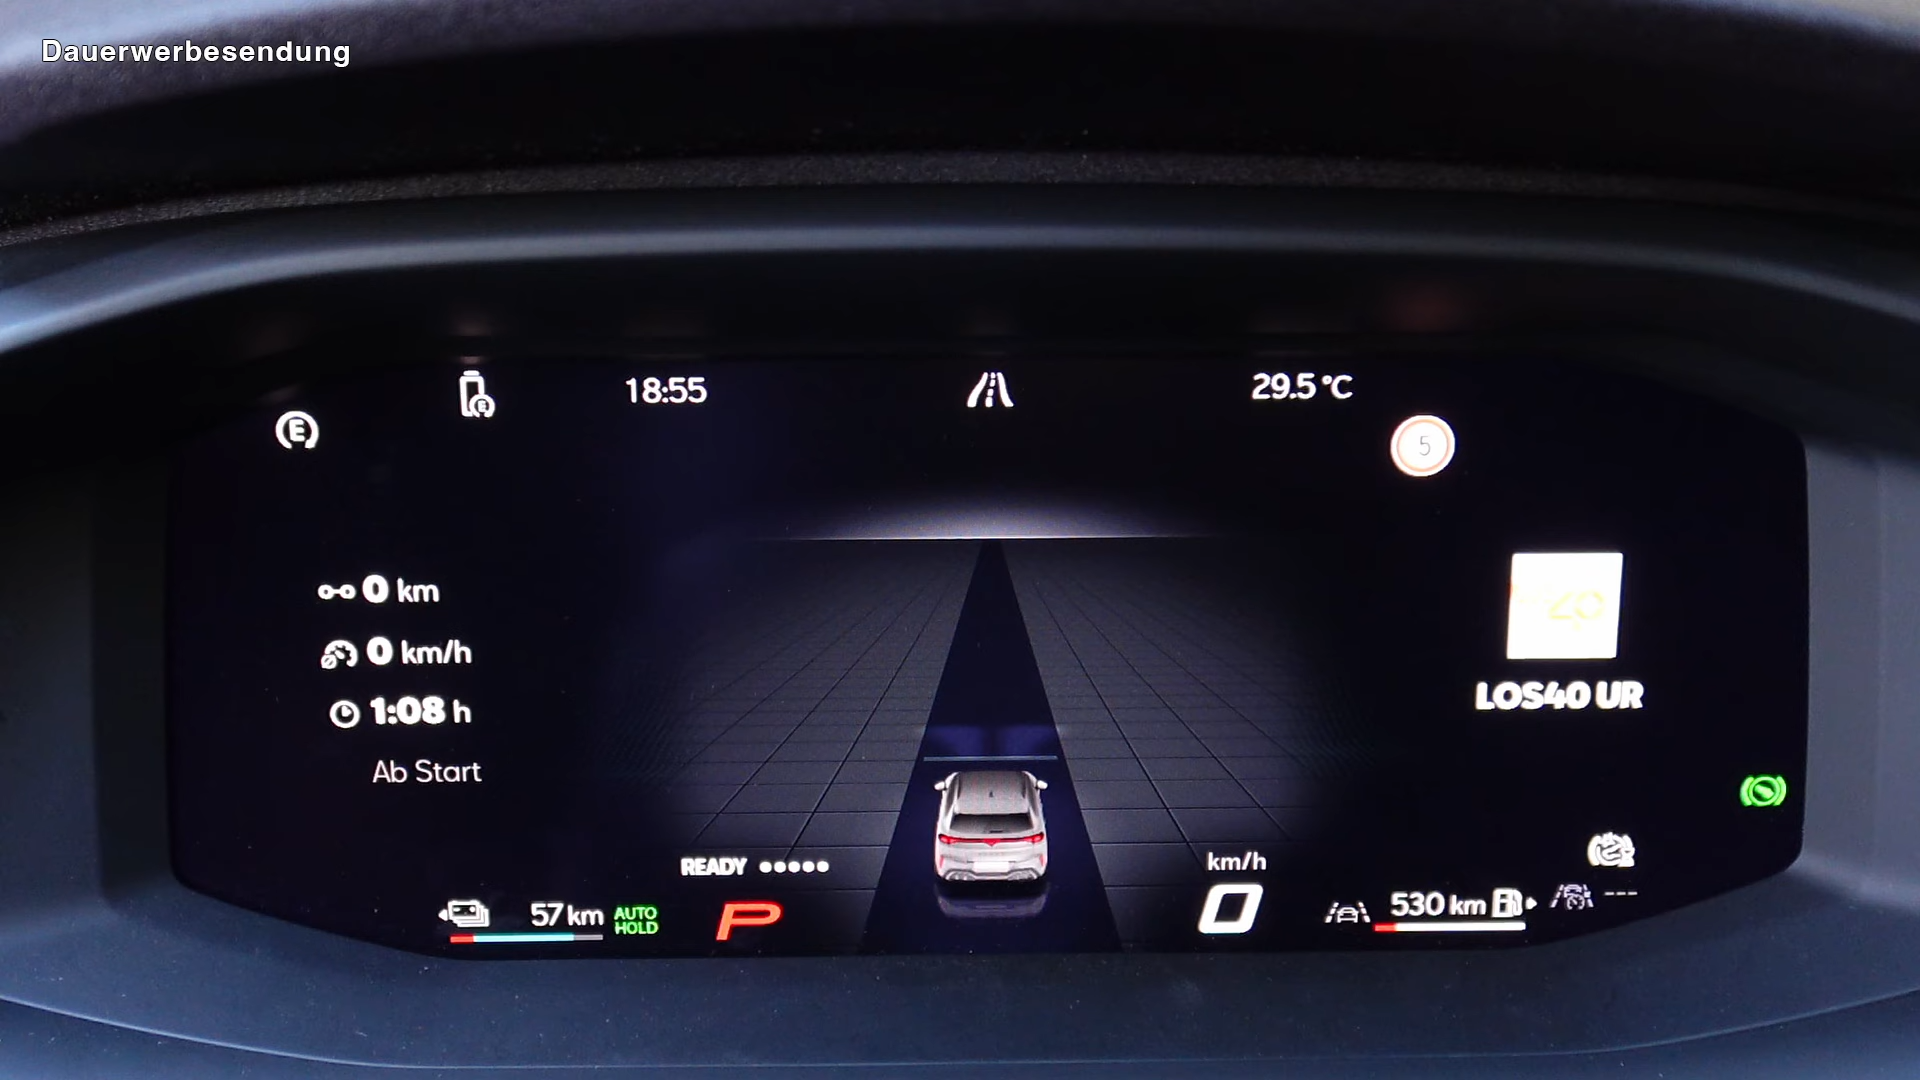 Dauerwerbesendung
18:55
29.5°C
E
E
5
0 km
0 km/h
1:08 h
Ab Start
LOS40 UR
READY
km/h
57 km
AUTO HOLD
P
0
530 km
---